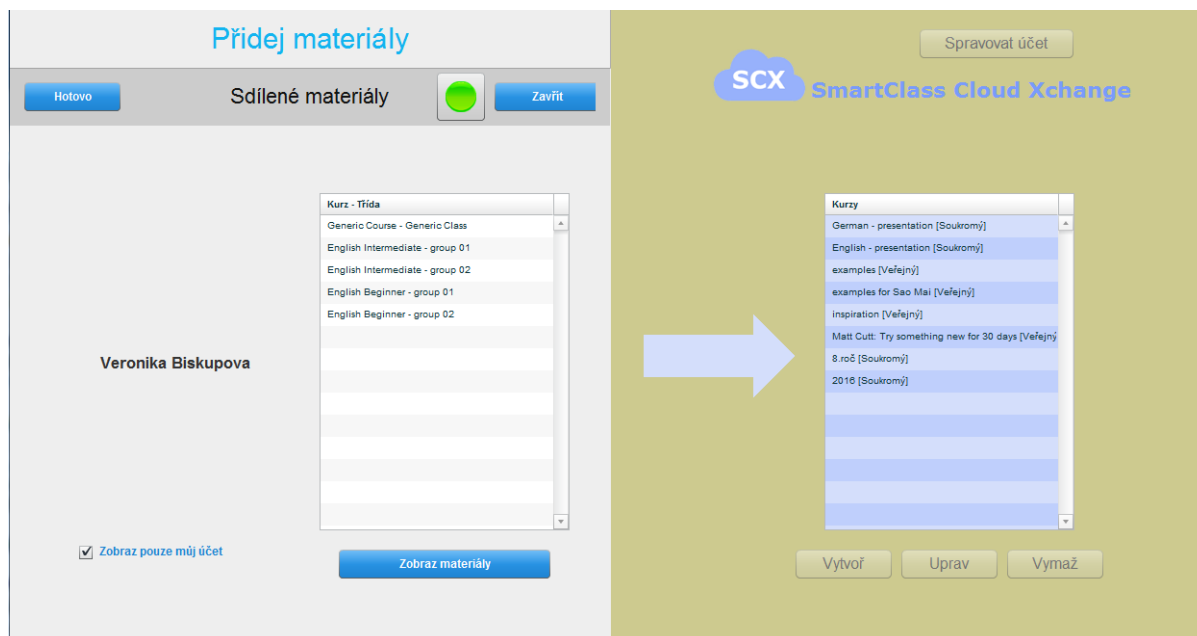 Přidej materiály
Hotovo
Sdílené materiály
Zavřít
Veronika Biskupova
Kurz - Třída
Generic Course - Generic Class
English Intermediate - group 01
English Intermediate - group 02
English Beginner - group 01
English Beginner - group 02
Zobraz pouze můj účet
Zobraz materiály
Spravovat účet
SCX
SmartClass Cloud Xchange
Kurzy
German - presentation [Soukromý]
English - presentation [Soukromý]
examples [Veřejný]
examples for Sao Mai [Veřejný]
inspiration [Veřejný]
Matt Cutt: Try something new for 30 days [Veřejný
8.roč [Soukromý]
2016 [Soukromý]
Vytvoř
Uprav
Vymaž